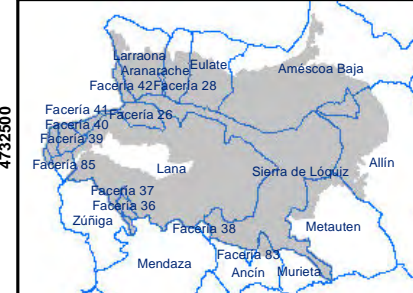 Larraona
Aranarache
Eulate
Améscoa Baja
Facería 42
Facería 28
Facería 41
Facería 26
Facería 40
Facería 39
4732500
Allín
Facería 85
Lana
Sierra de Lóquiz
Facería 37
Facería 36
Zúñiga
Metauten
Facería 38
Facería 83
Mendaza
Ancín
Murieta